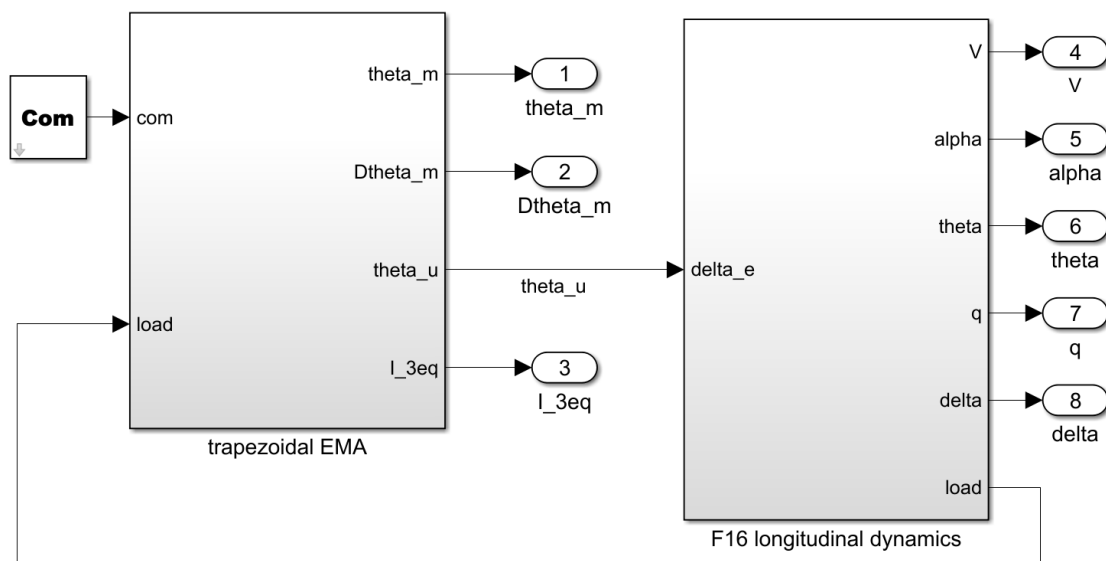 Com
com
load
theta_m
Dtheta_m
theta_u
I_3eq
trapezoidal EMA
1
theta_m
2
Dtheta_m
theta_u
3
I_3eq
delta_e
V
alpha
theta
q
delta
load
F16 longitudinal dynamics
4
V
5
alpha
6
theta
7
q
8
delta